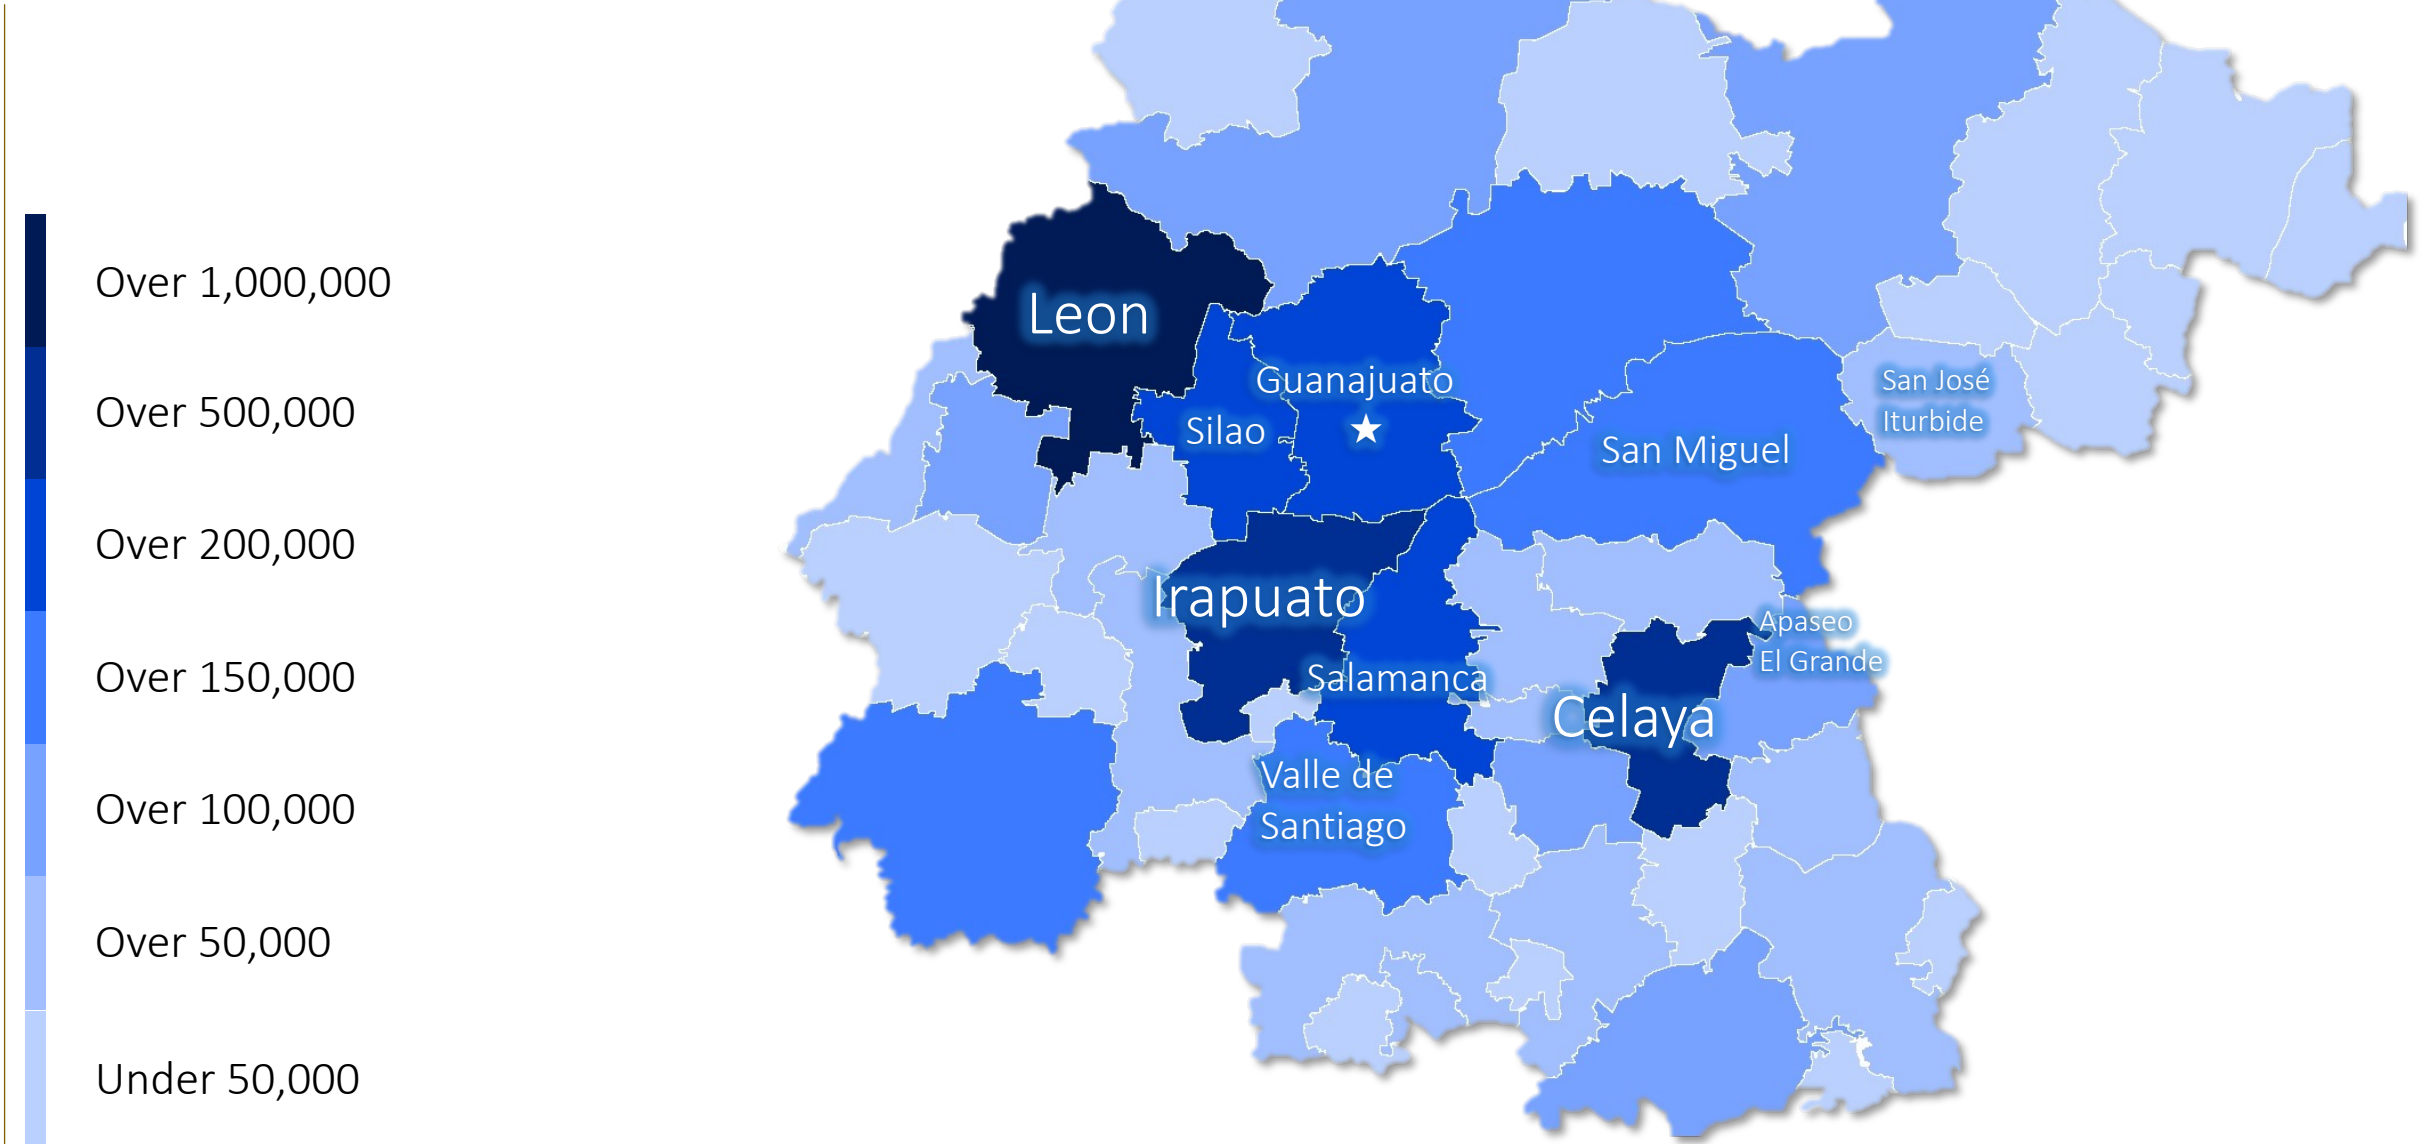 Over 1,000,000
Over 500,000
Over 200,000
Over 150,000
Over 100,000
Over 50,000
Under 50,000
Leon
Guanajuato
Silao
San José
Iturbide
San Miguel
Irapuato
Apaseo
El Grande
Salamanca
Celaya
Valle de
Santiago